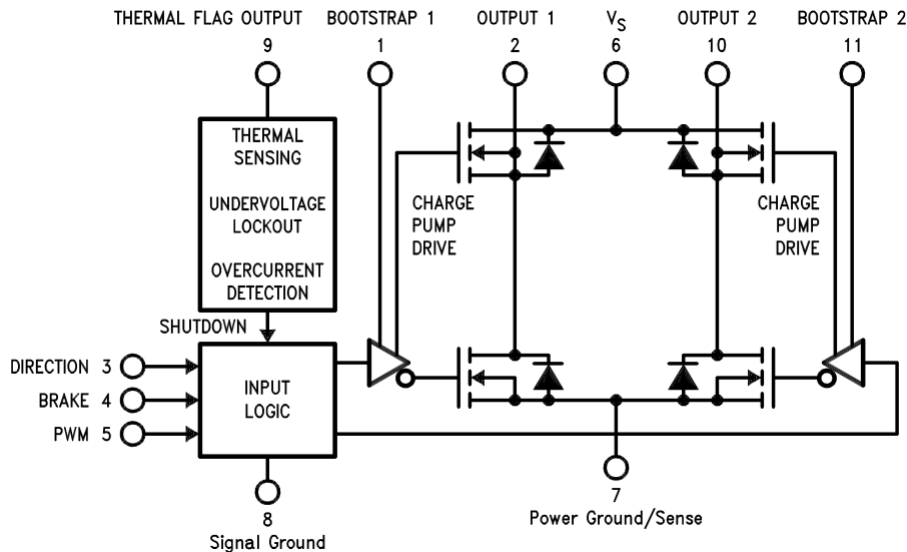 THERMAL FLAG OUTPUT
9
BOOTSTRAP 1
1
OUTPUT 1
2
VS
6
OUTPUT 2
10
BOOTSTRAP 2
11
THERMAL
SENSING
UNDERVOLTAGE
LOCKOUT
OVERCURRENT
DETECTION
CHARGE
PUMP
DRIVE
CHARGE
PUMP
DRIVE
SHUTDOWN
DIRECTION 3
BRAKE 4
PWM 5
INPUT
LOGIC
8
Signal Ground
7
Power Ground/Sense